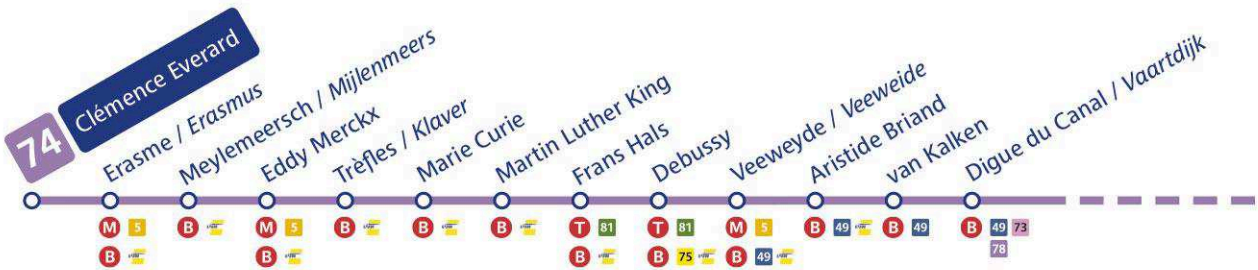 74 Clémence Everard
Erasme / Erasmus
Meylemeersch / Mijlenmeers
Eddy Merckx
Trèfles / Klaver
Marie Curie
Martin Luther King
Frans Hals
Debussy
Veeweyde / Veeweide
Aristide Briand
van Kalken
Digue du Canal / Vaartdijk
M 5 B M 5 B B B T 81 T 81 M 5 B 49 B 49 B 49 73
B B B B 75 B 49 78